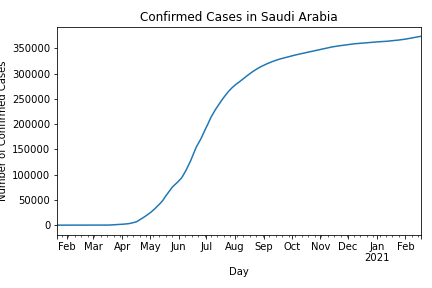 Confirmed Cases in Saudi Arabia
Number of Confirmed Cases
350000
300000
250000
200000
150000
100000
50000
0
Feb Mar Apr May Jun Jul Aug Sep Oct Nov Dec Jan Feb
2021
Day